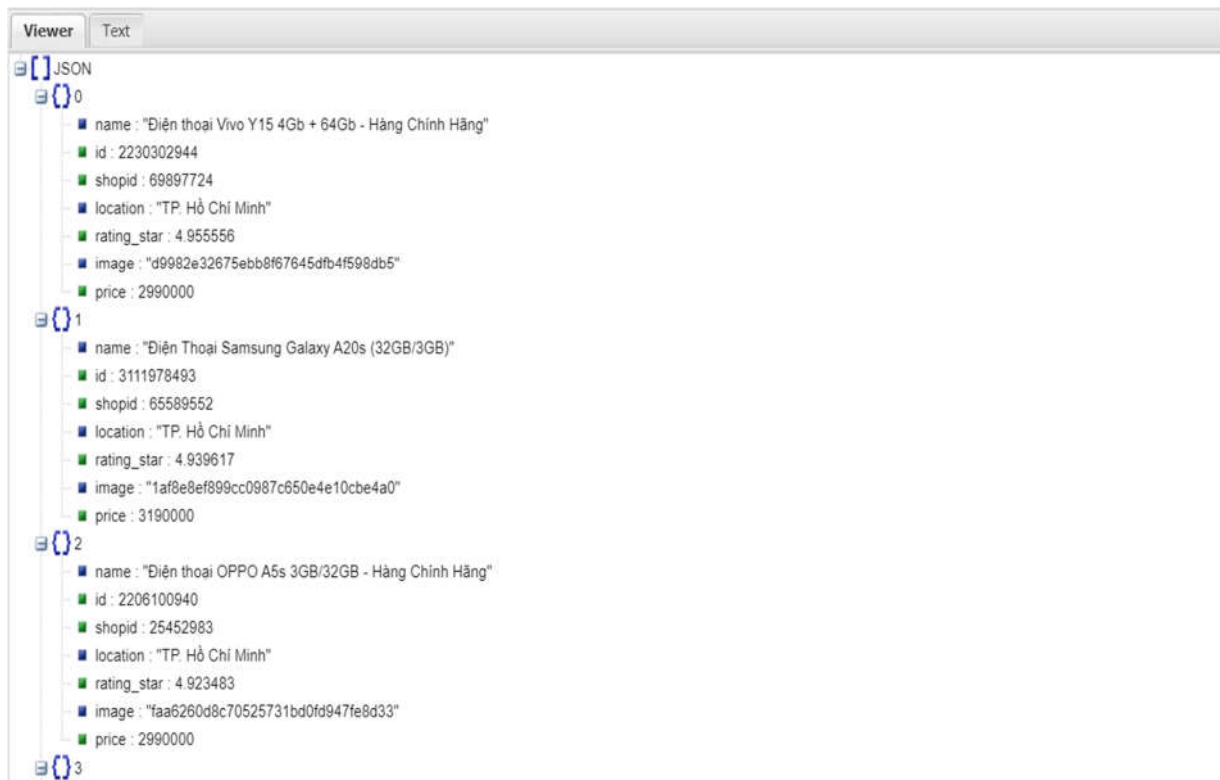 Viewer Text
JSON
0
name : "Điện thoại Vivo Y15 4Gb + 64Gb - Hàng Chính Hãng"
id : 2230302944
shopid : 69897724
location : "TP. Hồ Chí Minh"
rating_star : 4.955556
image : "d9982e32675ebb8f67645dfb4f598db5"
price : 2990000
1
name : "Điện Thoại Samsung Galaxy A20s (32GB/3GB)"
id : 3111978493
shopid : 65589552
location : "TP. Hồ Chí Minh"
rating_star : 4.939617
image : "1af8e8ef899cc0987c650e4e10cbe4a0"
price : 3190000
2
name : "Điện thoại OPPO A5s 3GB/32GB - Hàng Chính Hãng"
id : 2206100940
shopid : 25452983
location : "TP. Hồ Chí Minh"
rating_star : 4.923483
image : "faa6260d8c70525731bd0fd947fe8d33"
price : 2990000
3